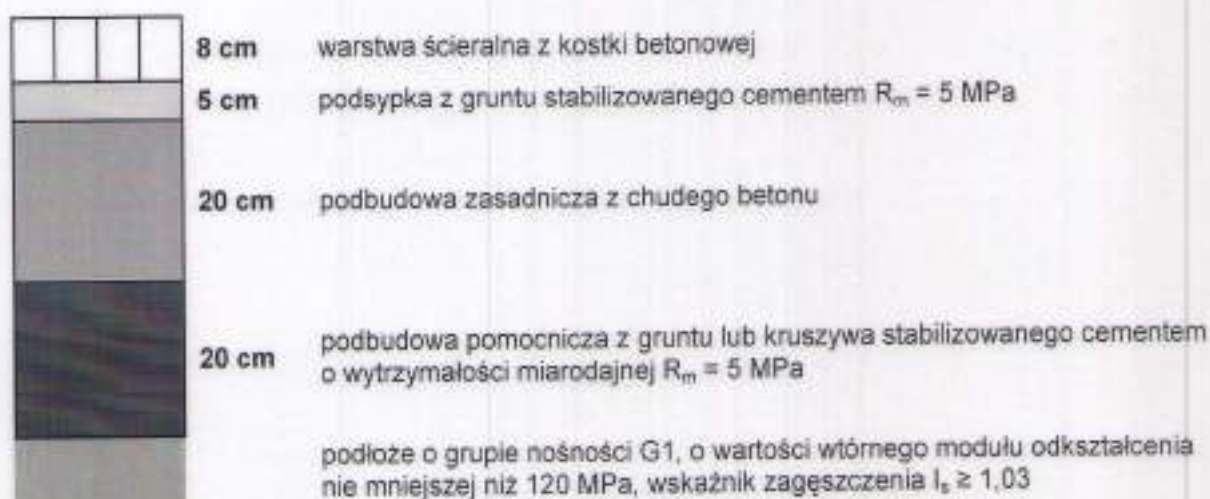 8 cm warstwa ścieralna z kostki betonowej
5 cm podsypka z gruntu stabilizowanego cementem Rₘ = 5 MPa
20 cm podbudowa zasadnicza z chudego betonu
podbudowa pomocnicza z gruntu lub kruszywa stabilizowanego cementem
20 cm o wytrzymałości miarodajnej Rₘ = 5 MPa
podłoże o grupie nośności G1, o wartości wtórnego modułu odkształcenia
nie mniejszej niż 120 MPa, wskaźnik zagęszczenia Iₛ ≥ 1,03